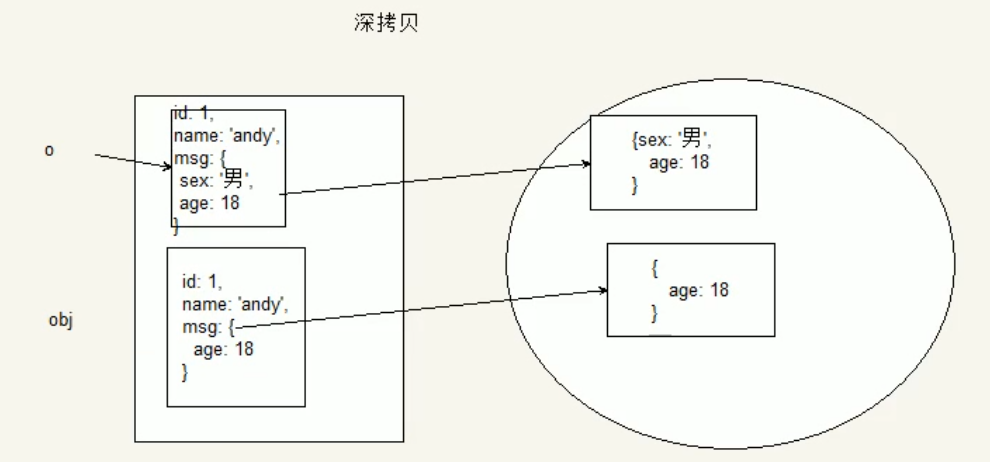 深拷贝
o
id: 1,
name: 'andy',
msg: {
sex: '男',
age: 18
}
{sex: '男',
age: 18
}
obj
id: 1,
name: 'andy',
msg: {
age: 18
}
{
age: 18
}